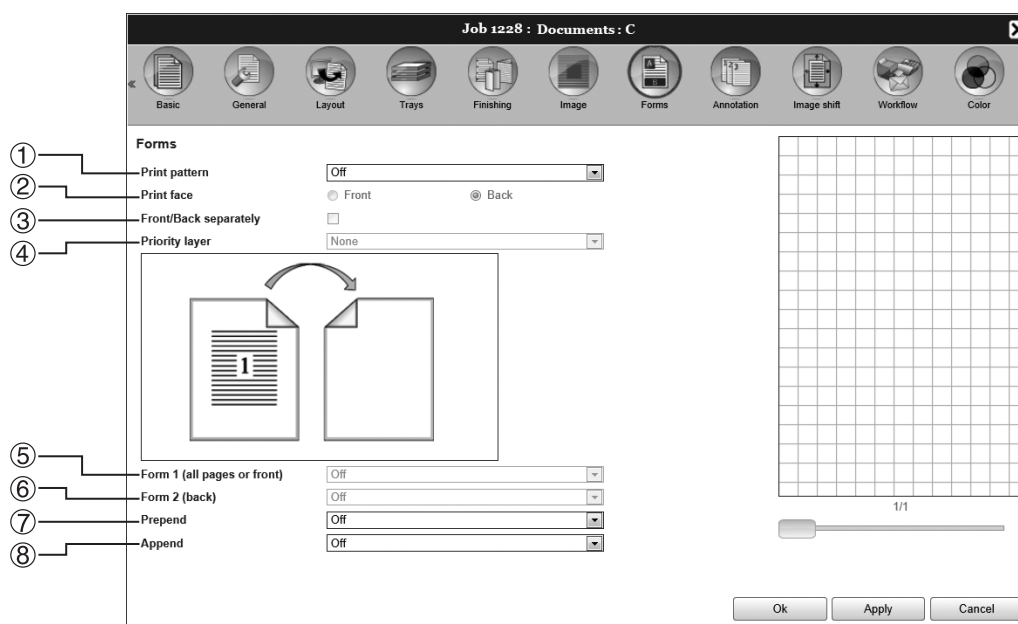 Job 1228 : Documents : C
«
Basic
General
Layout
Trays
Finishing
Image
Forms
Annotation
Image shift
Workflow
Color
Forms
① Print pattern Off
② Print face Front Back
③ Front/Back separately
④ Priority layer None
1
⑤ Form 1 (all pages or front) Off
⑥ Form 2 (back) Off
⑦ Prepend Off
⑧ Append Off
1/1
Ok Apply Cancel